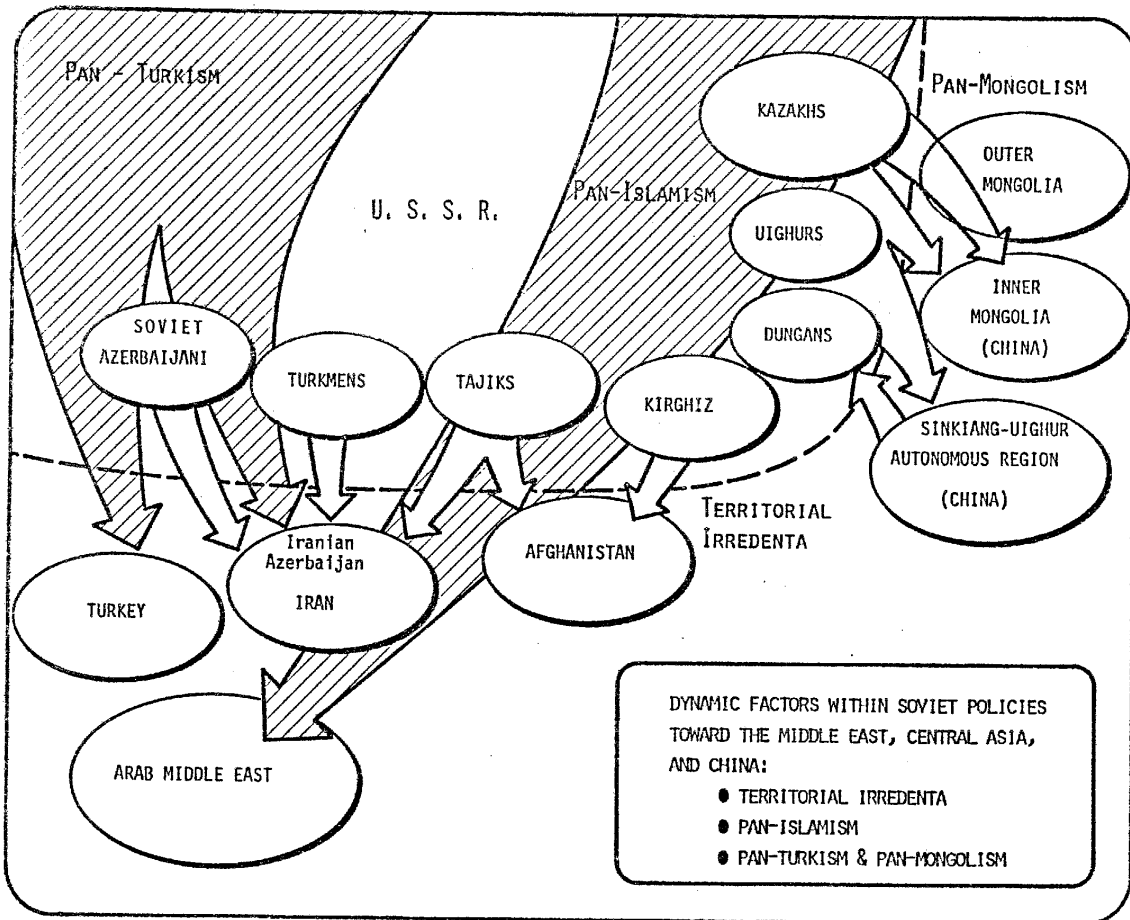 PAN - TURKISM
PAN-MONGOLISM
KAZAKHS
OUTER
MONGOLIA
PAN-ISLAMISM
U. S. S. R.
UIGHURS
INNER
MONGOLIA
(CHINA)
SOVIET
AZERBAIJANI
DUNGANS
TURKMENS
TAJIKS
KIRGHIZ
SINKIANG-UIGHUR
AUTONOMOUS REGION
(CHINA)
TERRITORIAL
IRREDENTA
Iranian
Azerbaijan
IRAN
AFGHANISTAN
TURKEY
ARAB MIDDLE EAST
DYNAMIC FACTORS WITHIN SOVIET POLICIES
TOWARD THE MIDDLE EAST, CENTRAL ASIA,
AND CHINA:
● TERRITORIAL IRREDENTA
● PAN-ISLAMISM
● PAN-TURKISM & PAN-MONGOLISM